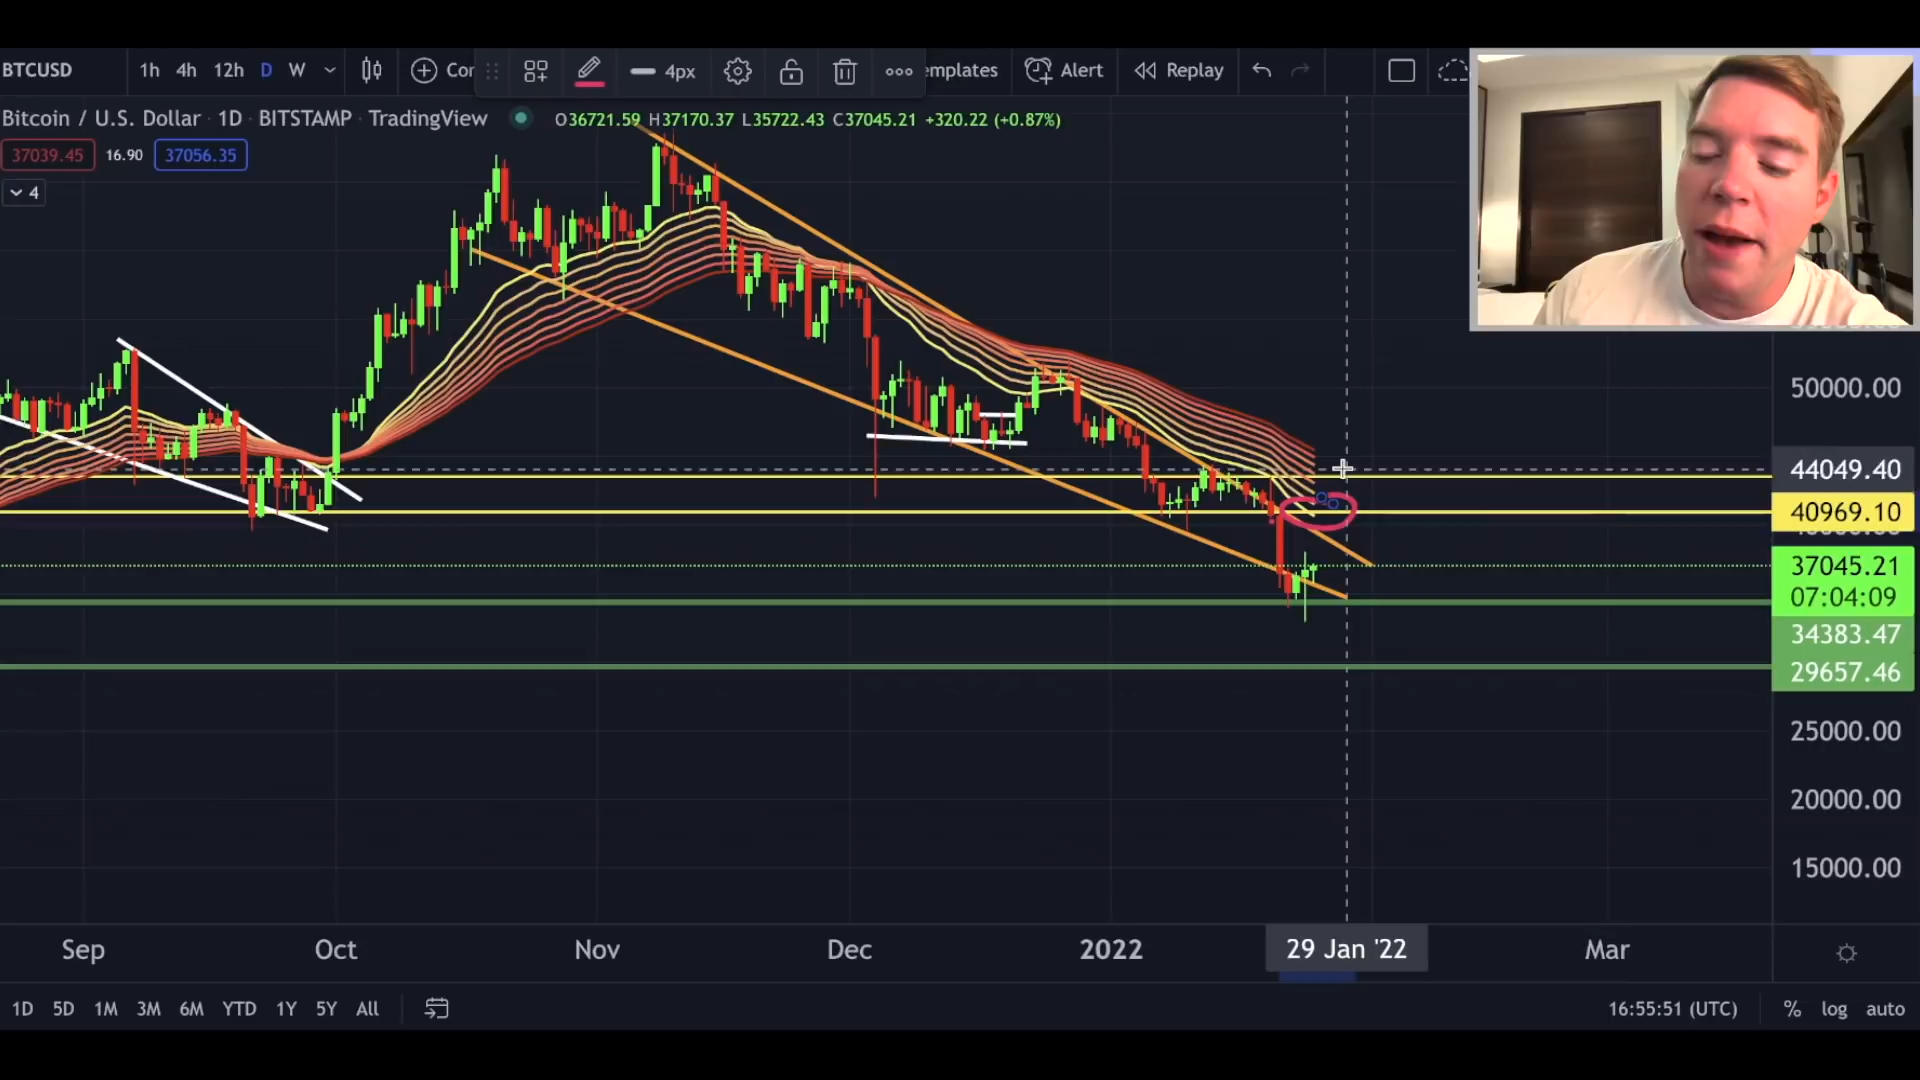 BTCUSD 1h 4h 12h D W Cor 4px emplates Alert Replay
Bitcoin / U.S. Dollar · 1D · BITSTAMP · TradingView O36721.59 H37170.37 L35722.43 C37045.21 +320.22 (+0.87%)
37039.45 16.90 37056.35
4
50000.00
44049.40
40969.10
37045.21
07:04:09
34383.47
29657.46
25000.00
20000.00
15000.00
Sep Oct Nov Dec 2022 29 Jan '22 Mar
1D 5D 1M 3M 6M YTD 1Y 5Y All 16:55:51 (UTC) % log auto